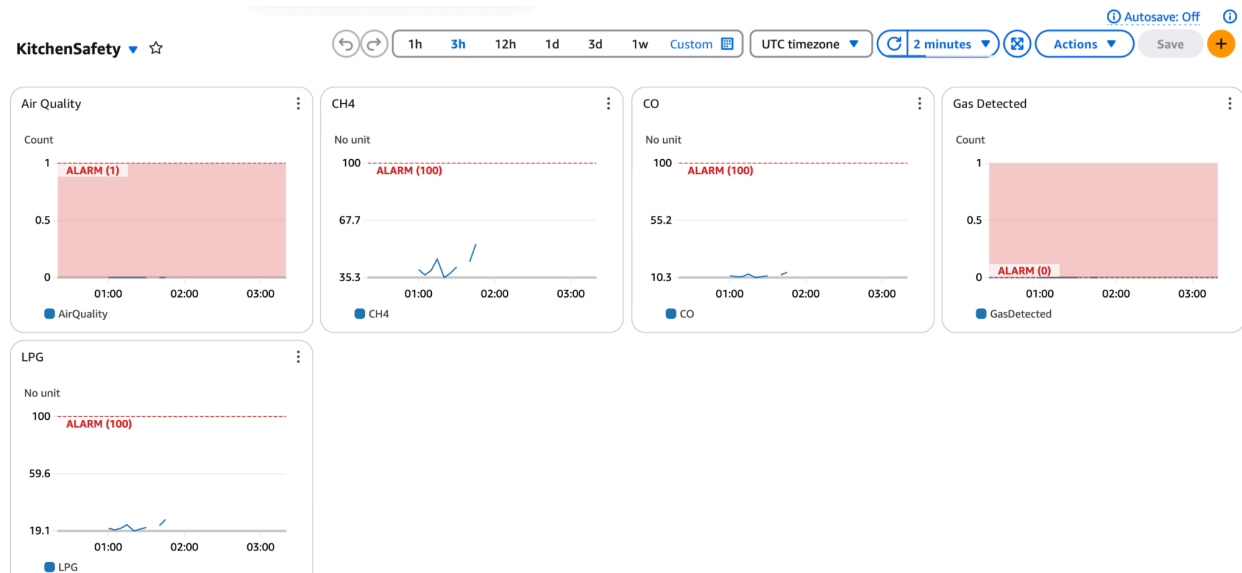 Autosave: Off
KitchenSafety
1h 3h 12h 1d 3d 1w Custom UTC timezone 2 minutes Actions Save +
Air Quality
Count
1
ALARM (1)
0.5
0
01:00 02:00 03:00
AirQuality
CH4
No unit
100
ALARM (100)
67.7
35.3
01:00 02:00 03:00
CH4
CO
No unit
100
ALARM (100)
55.2
10.3
01:00 02:00 03:00
CO
Gas Detected
Count
1
0.5
ALARM (0)
0
01:00 02:00 03:00
GasDetected
LPG
No unit
100
ALARM (100)
59.6
19.1
01:00 02:00 03:00
LPG